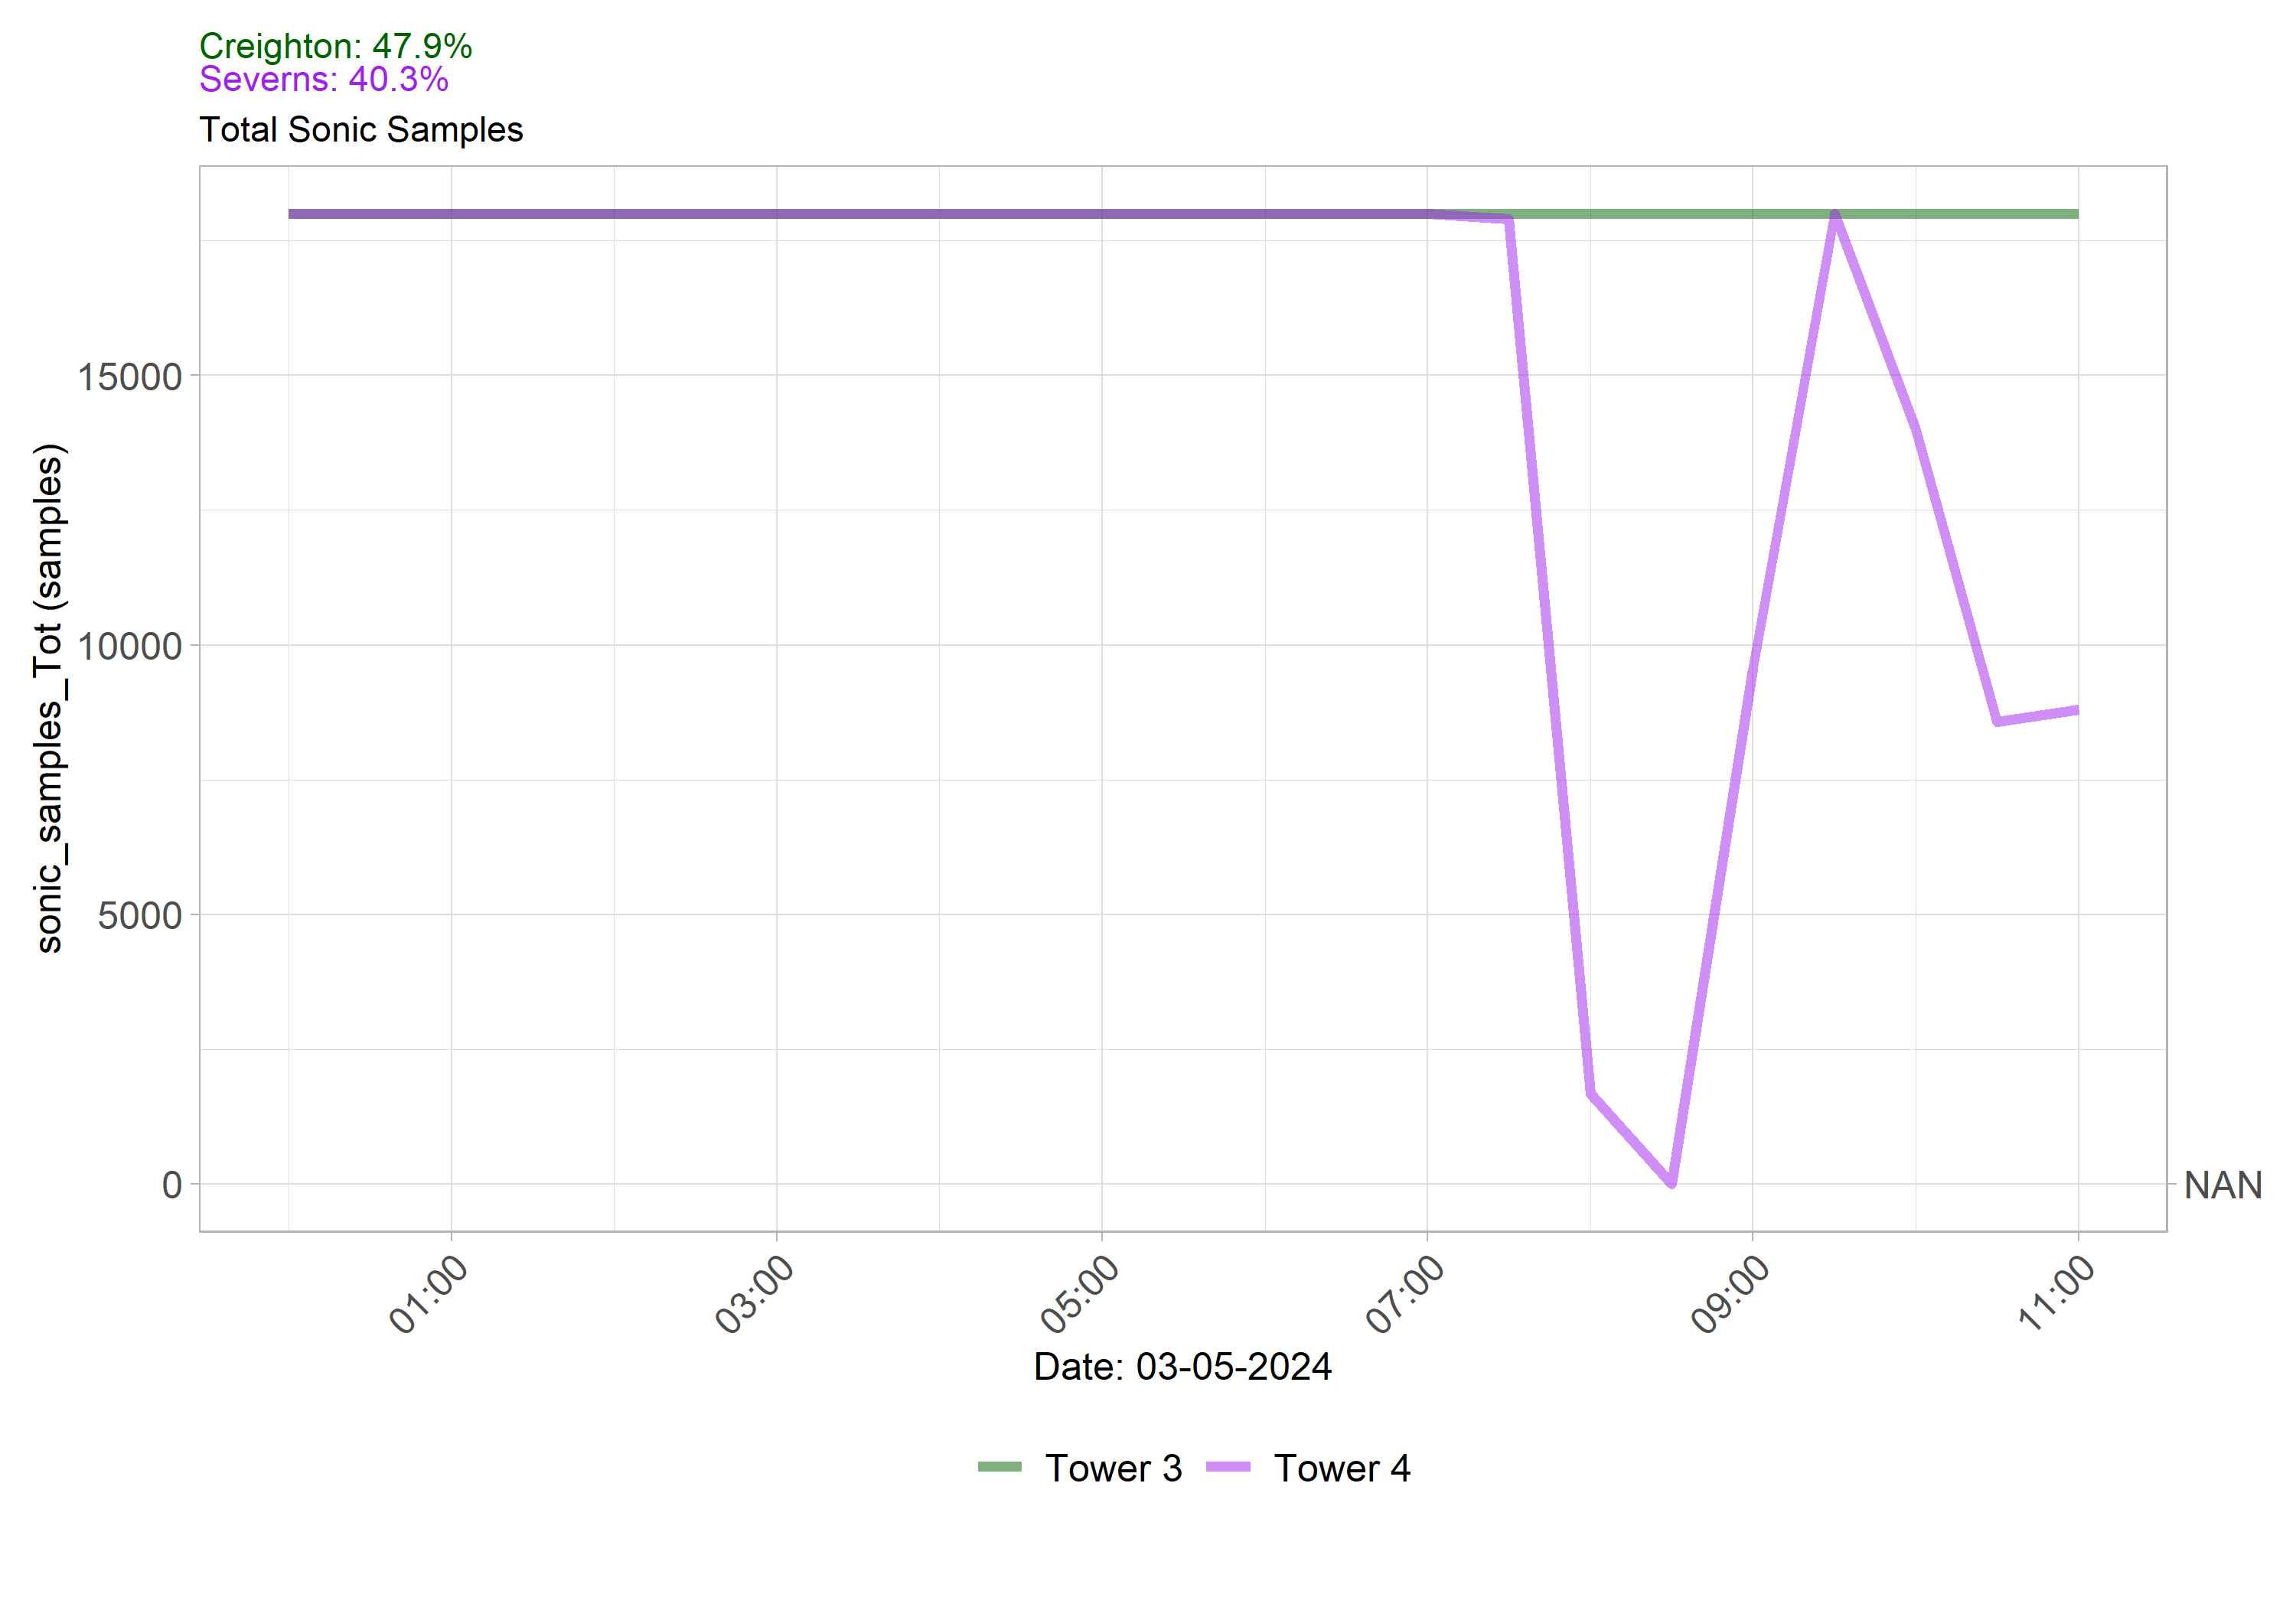 Creighton: 47.9%
Severns: 40.3%
Total Sonic Samples
sonic_samples_Tot (samples)
15000
10000
5000
0
NAN
01:00
03:00
05:00
07:00
09:00
11:00
Date: 03-05-2024
Tower 3
Tower 4